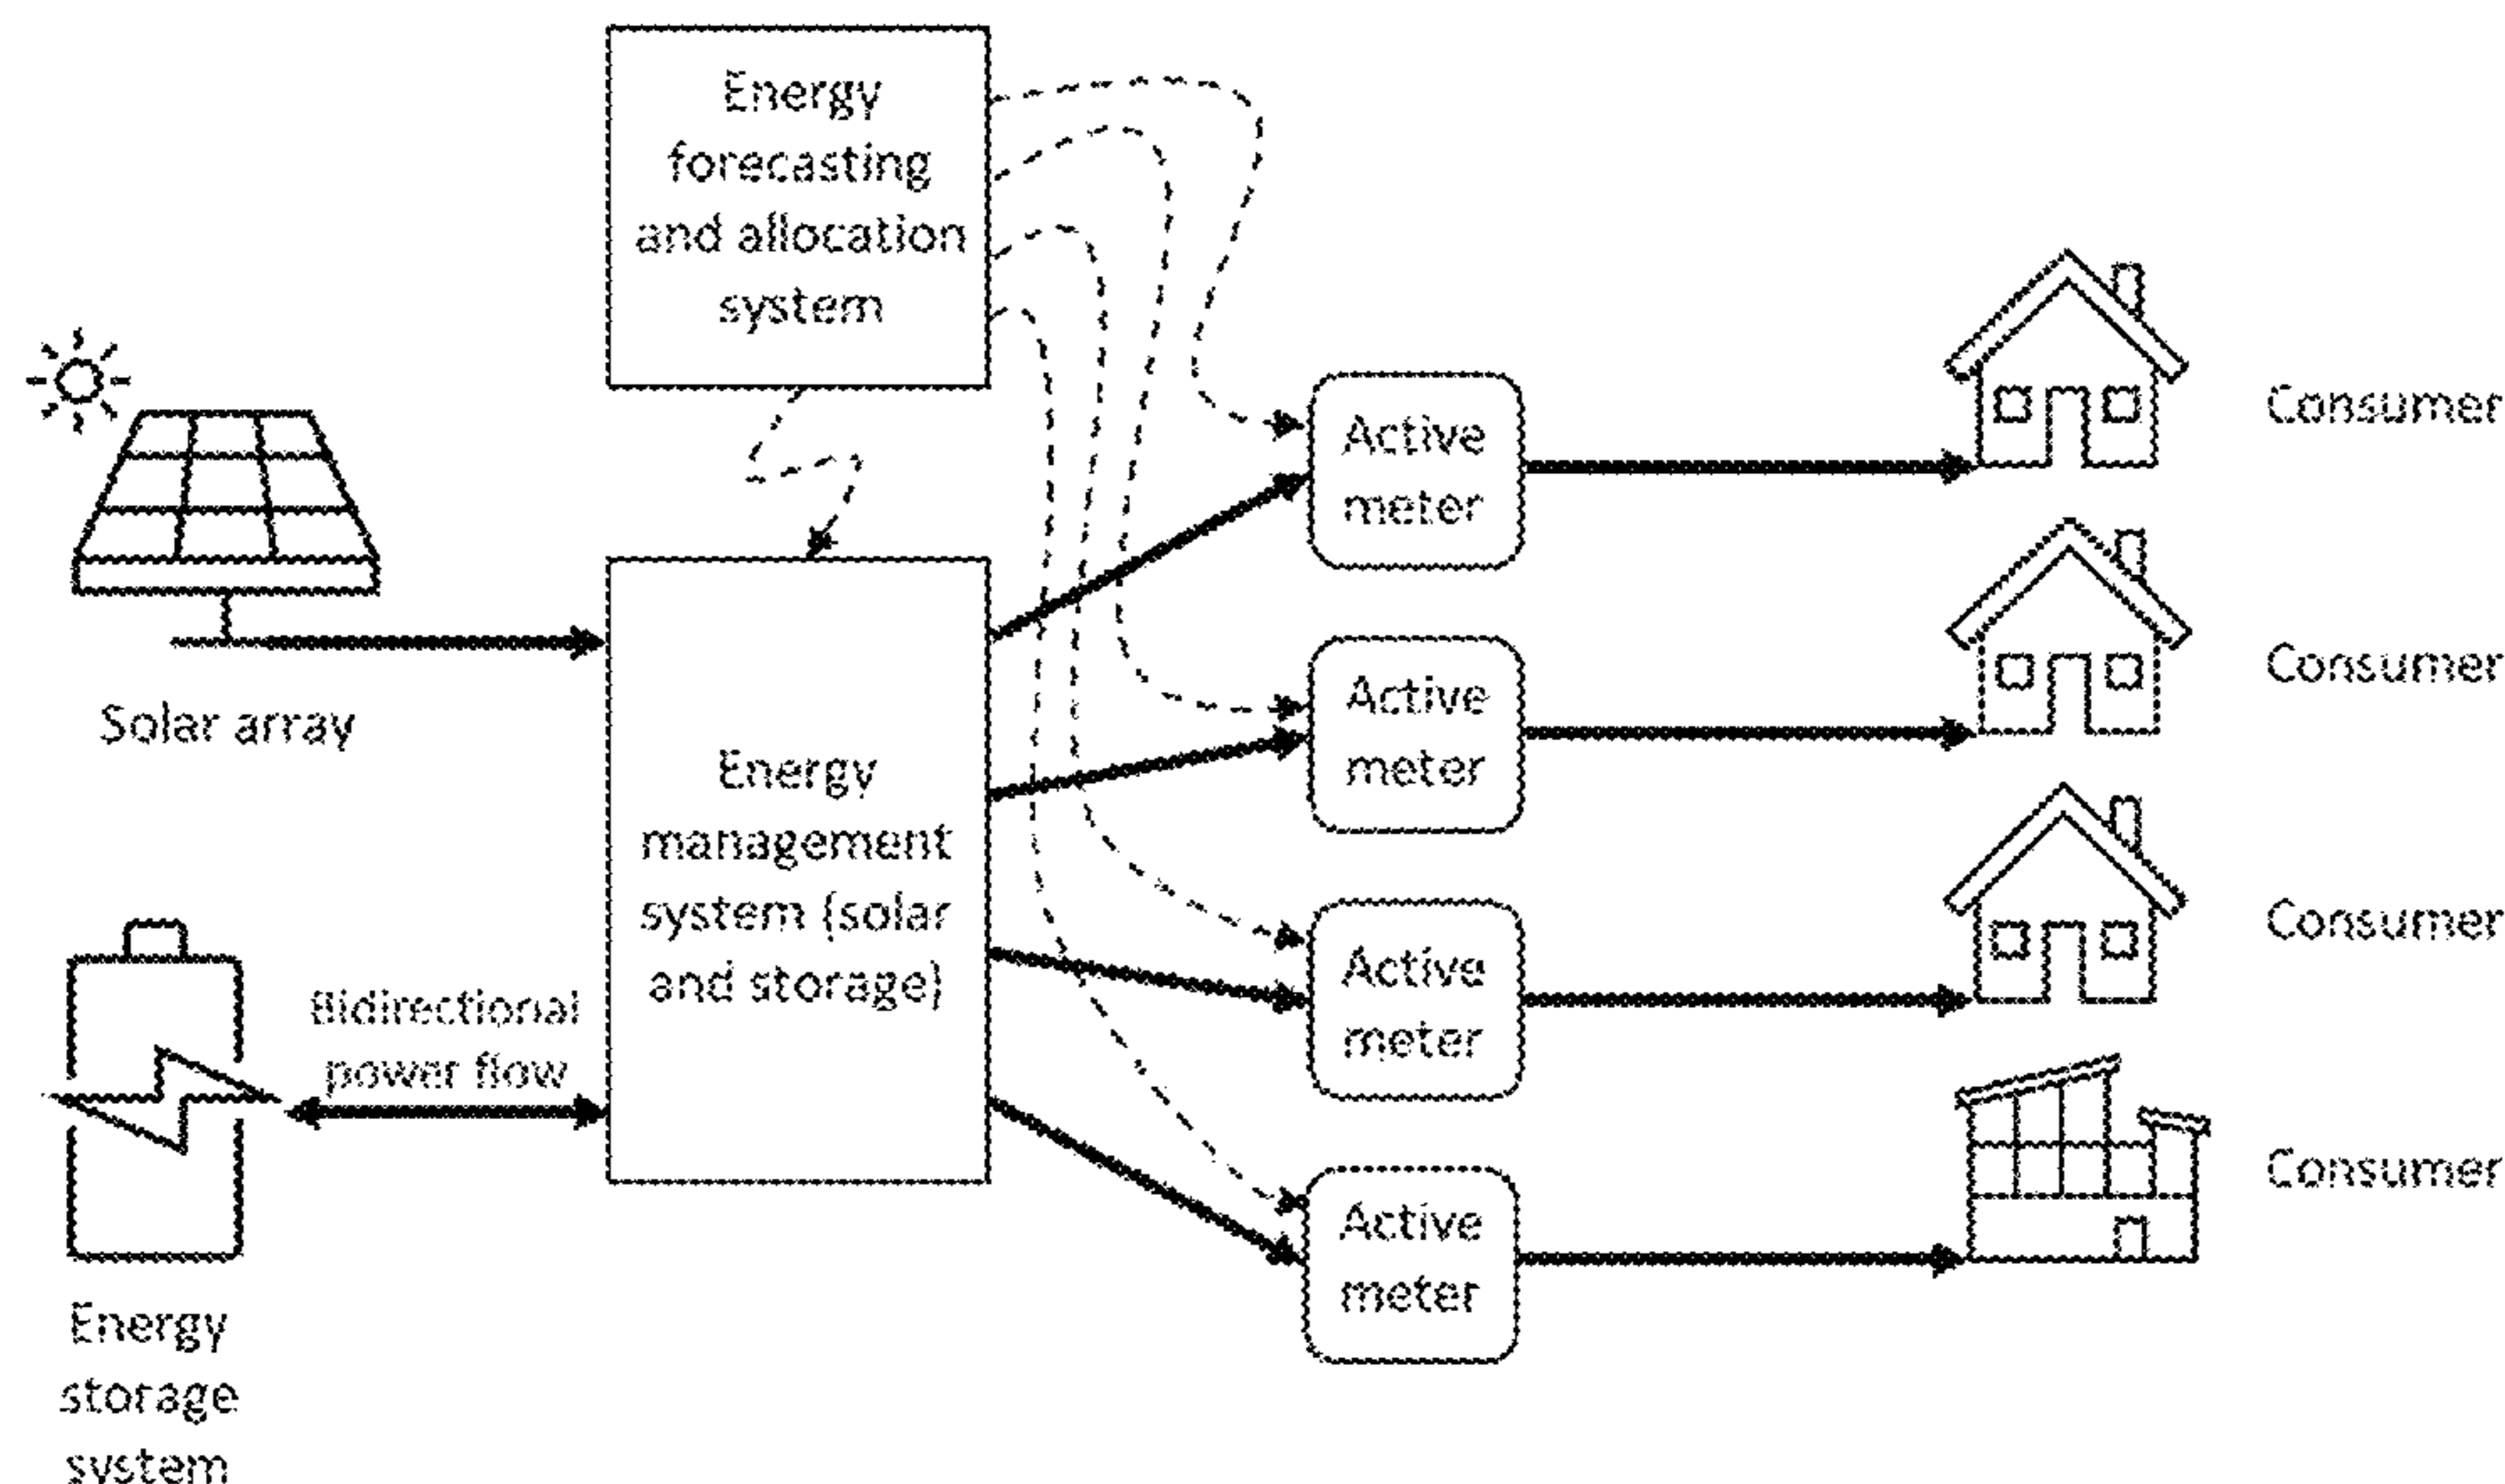 Energy
forecasting
and allocation
system
Solar array
Energy
management
system (solar
and storage)
Bidirectional
power flow
Energy
storage
system
Active
meter
Consumer
Active
meter
Consumer
Active
meter
Consumer
Active
meter
Consumer